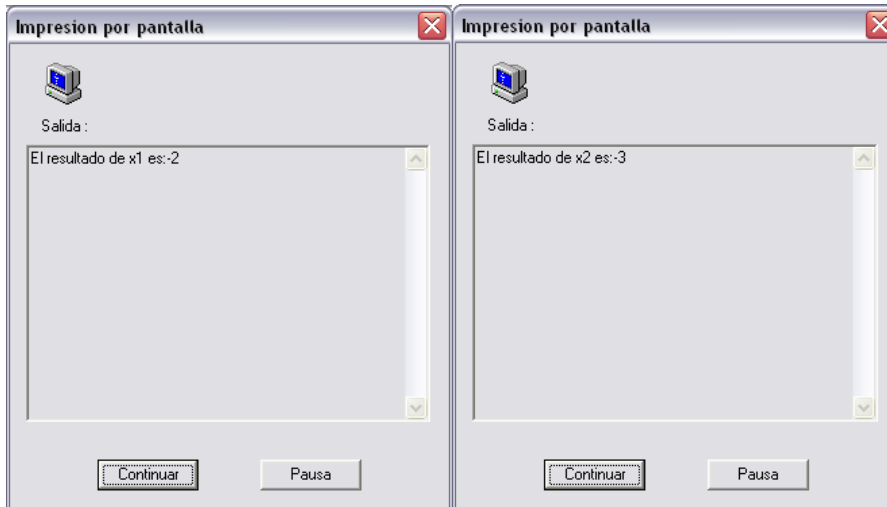 Impresion por pantalla
Salida :
El resultado de x1 es:-2
Continuar
Pausa
Impresion por pantalla
Salida :
El resultado de x2 es:-3
Continuar
Pausa